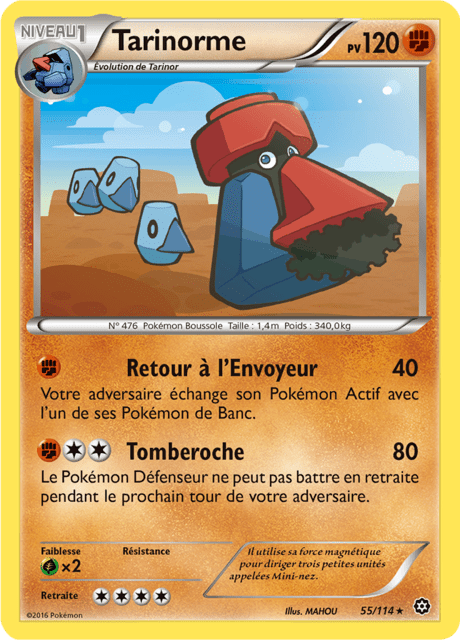 NIVEAU 1
Tarinorme
PV 120
Évolution de Tarinor
N° 476 Pokémon Boussole Taille : 1,4m Poids : 340,0kg
Retour à l'Envoyeur 40
Votre adversaire échange son Pokémon Actif avec
l'un de ses Pokémon de Banc.
Tomberoche 80
Le Pokémon Défenseur ne peut pas battre en retraite
pendant le prochain tour de votre adversaire.
Faiblesse Résistance
×2
Retraite
Il utilise sa force magnétique
pour diriger trois petites unités
appelées Mini-nez.
©2016 Pokémon
Illus. MAHOU 55/114